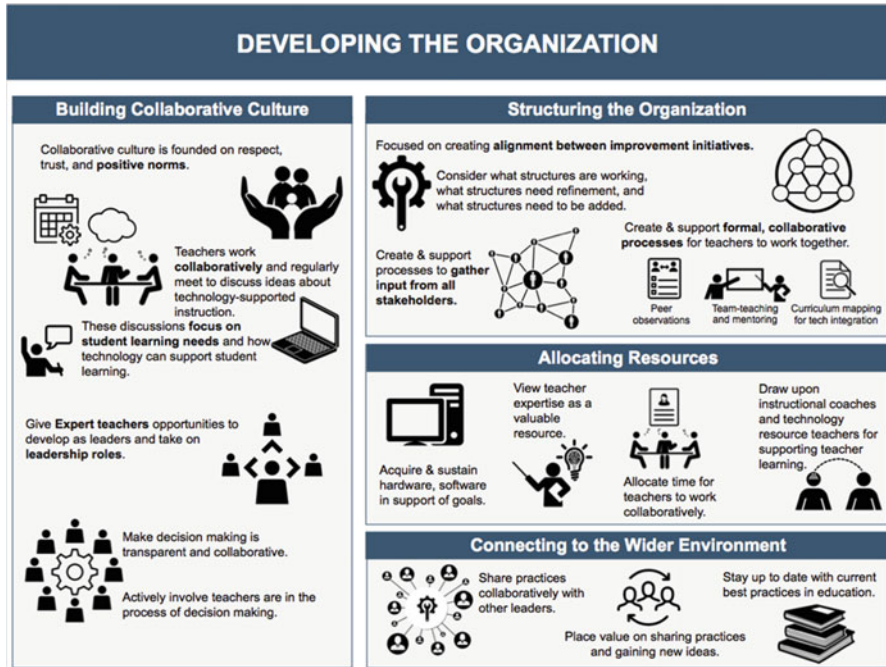 DEVELOPING THE ORGANIZATION
Building Collaborative Culture
Collaborative culture is founded on respect,
trust, and positive norms.
Teachers work
collaboratively and regularly
meet to discuss ideas about
technology-supported
instruction.
These discussions focus on
student learning needs and how
technology can support student
learning.
Give Expert teachers opportunities to
develop as leaders and take on
leadership roles.
Make decision making is
transparent and collaborative.
Actively involve teachers are in the
process of decision making.
Structuring the Organization
Focused on creating alignment between improvement initiatives.
Consider what structures are working,
what structures need refinement, and
what structures need to be added.
Create & support
processes to gather
input from all
stakeholders.
Create & support formal, collaborative
processes for teachers to work together.
Peer
observations
Team-teaching
and mentoring
Curriculum mapping
for tech integration
Allocating Resources
Acquire & sustain
hardware, software
in support of goals.
View teacher
expertise as a
valuable
resource.
Allocate time for
teachers to work
collaboratively.
Draw upon
instructional coaches
and technology
resource teachers for
supporting teacher
learning.
Connecting to the Wider Environment
Share practices
collaboratively with
other leaders.
Place value on sharing practices
and gaining new ideas.
Stay up to date with current
best practices in education.